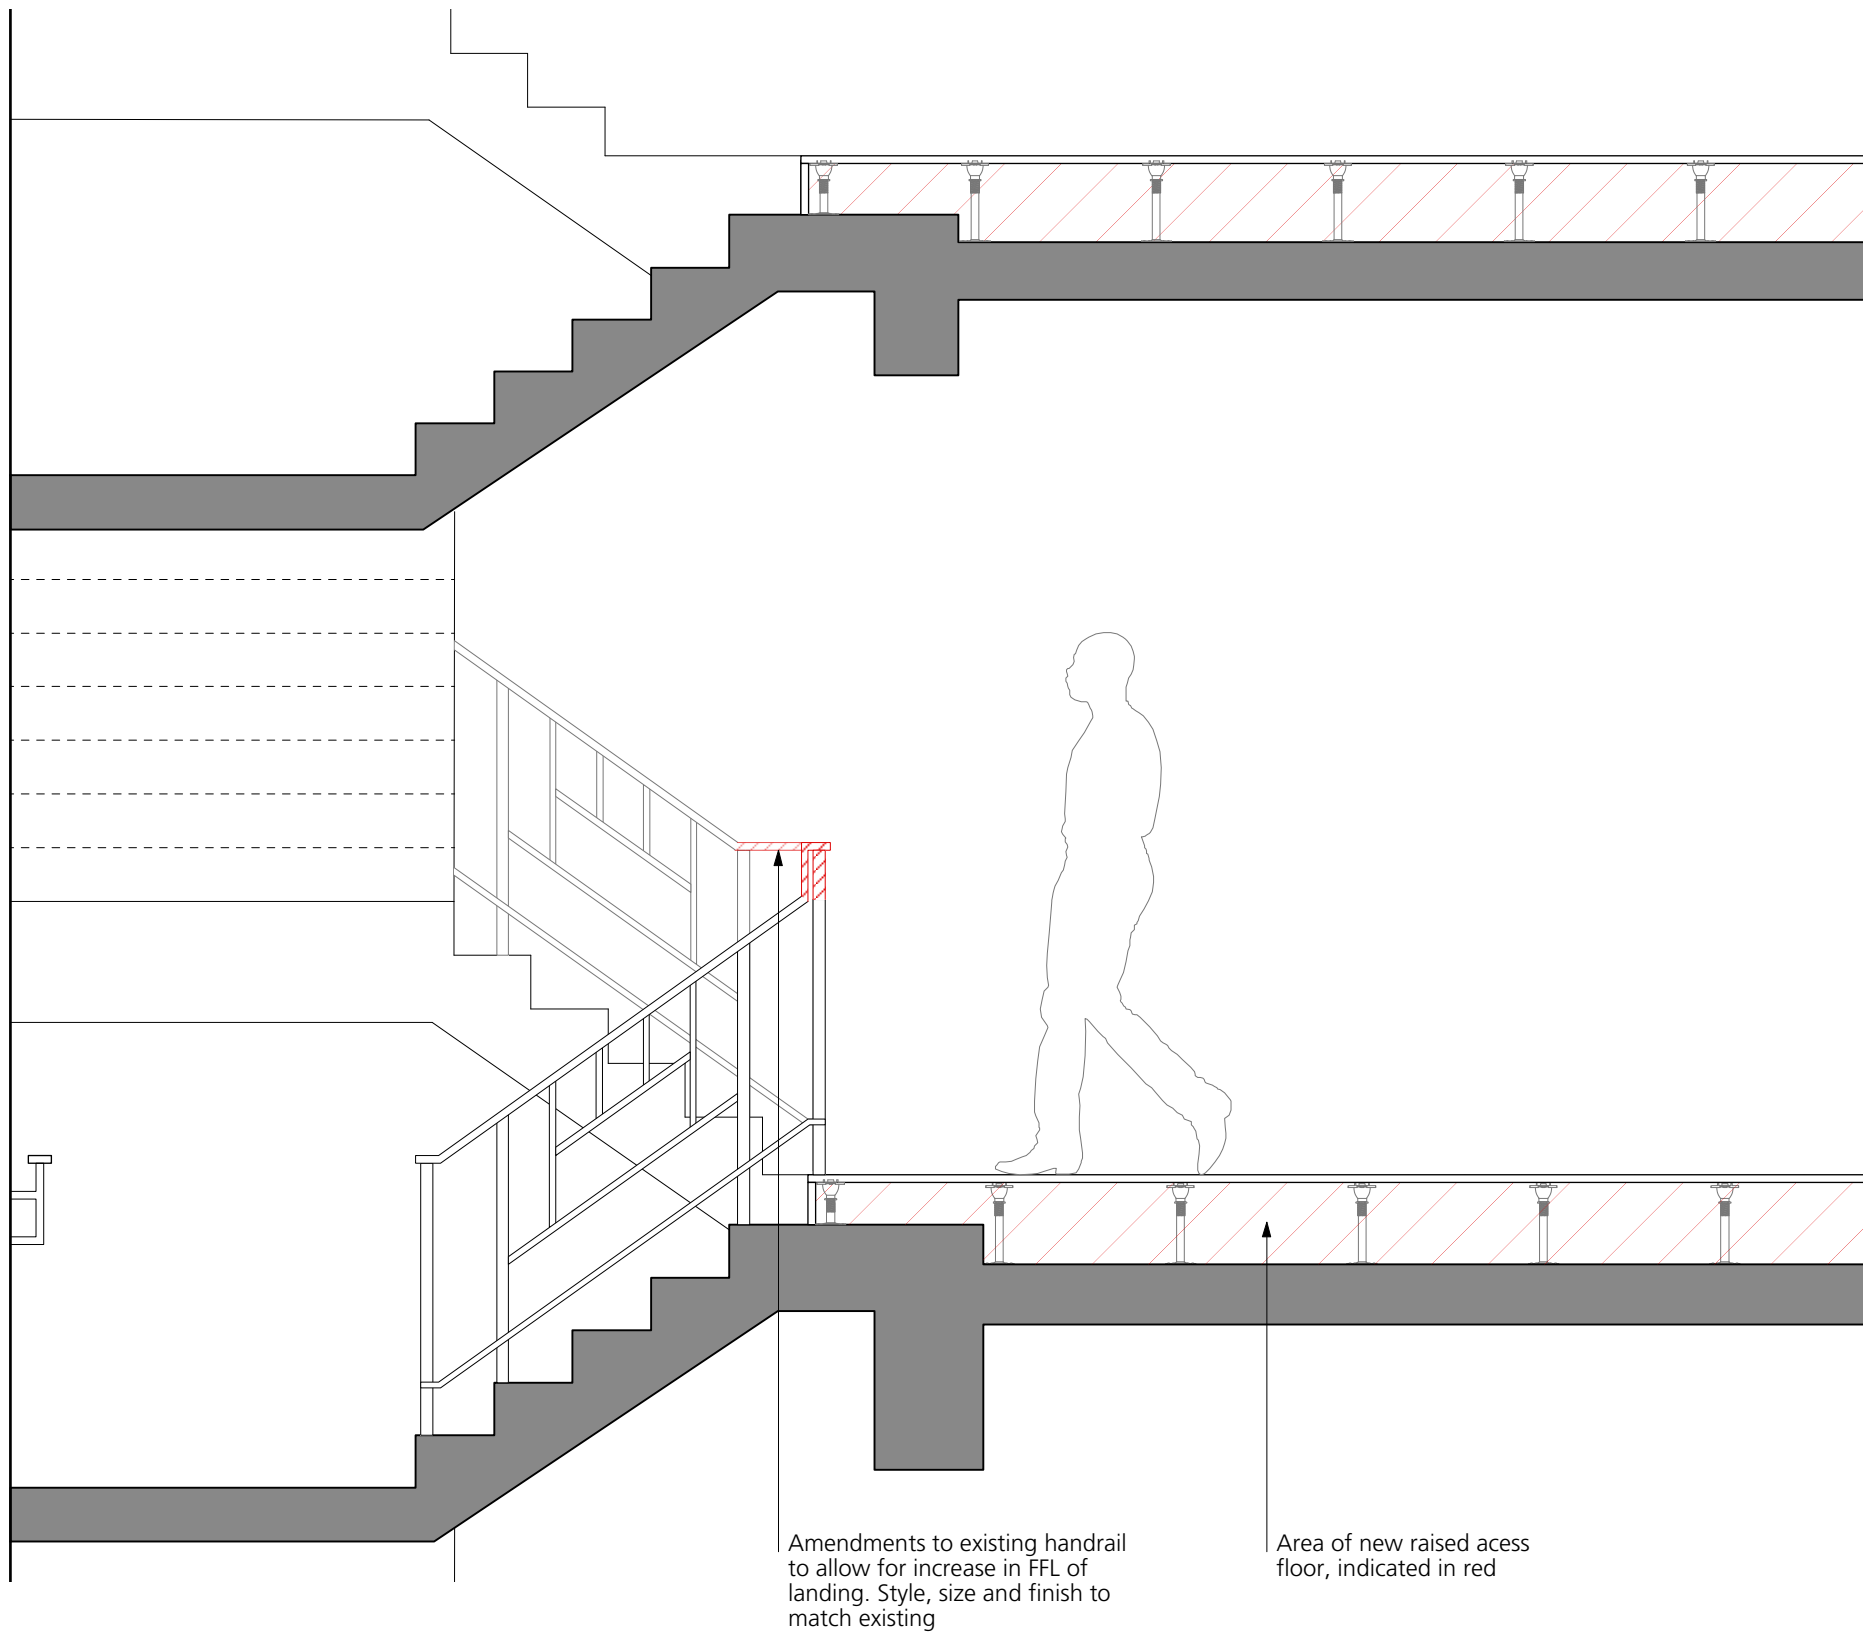 Amendments to existing handrail
to allow for increase in FFL of
landing. Style, size and finish to
match existing
Area of new raised acess
floor, indicated in red